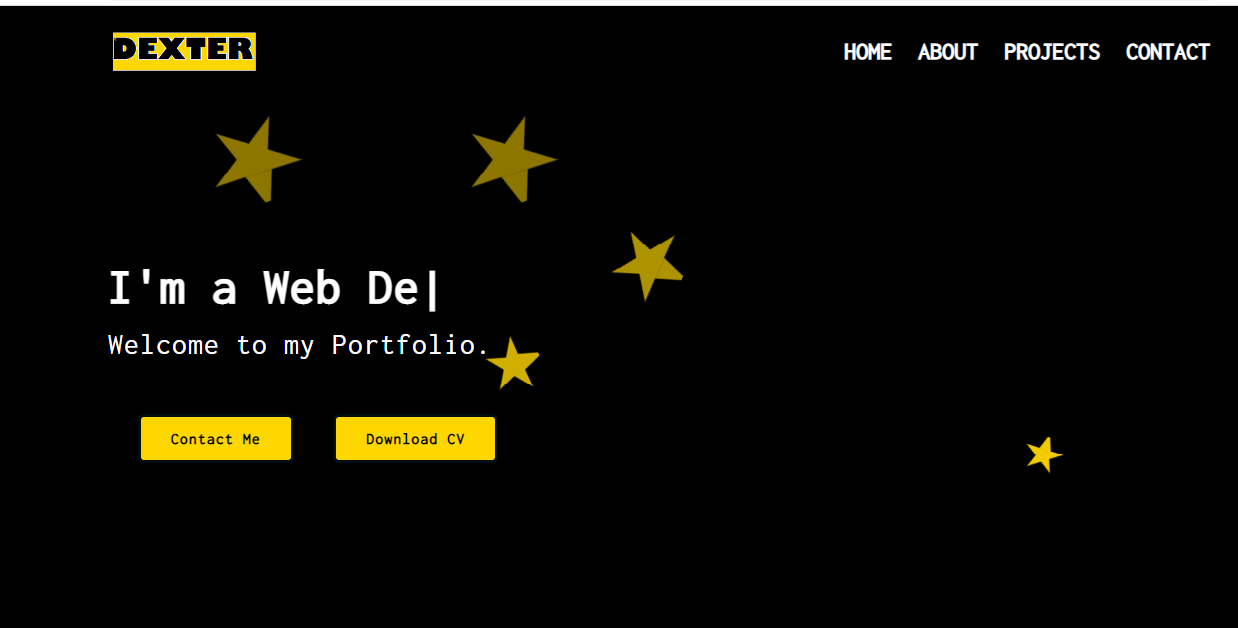 DEXTER
HOME ABOUT PROJECTS CONTACT
I'm a Web De|
Welcome to my Portfolio.
Contact Me Download CV